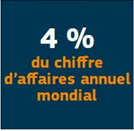 4 %
du chiffre
d'affaires annuel
mondial